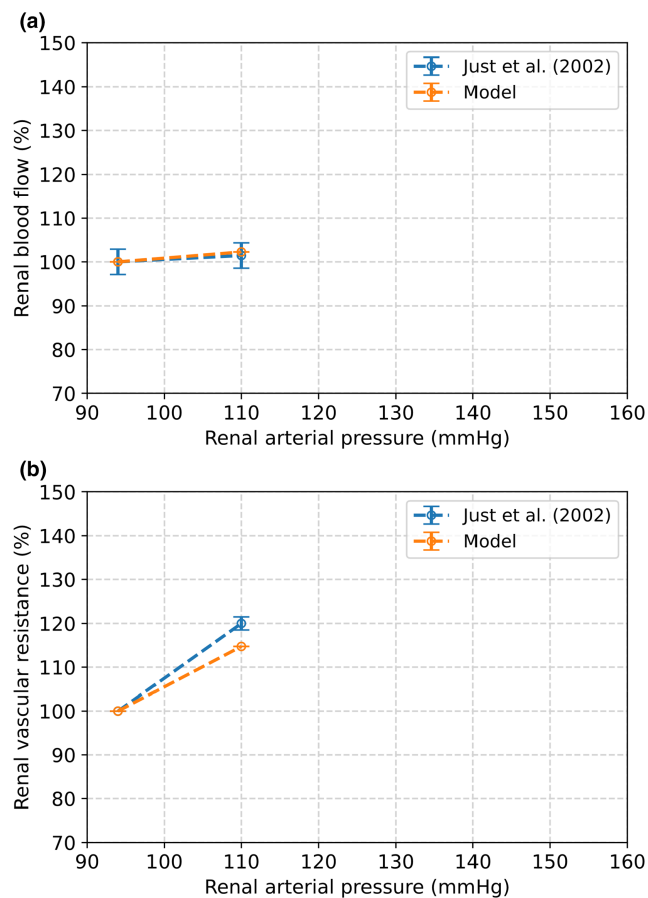 (a)
150
140
130
120
110
100
90
80
70
Renal blood flow (%)
Just et al. (2002)
Model
90 100 110 120 130 140 150 160
Renal arterial pressure (mmHg)
(b)
150
140
130
120
110
100
90
80
70
Renal vascular resistance (%)
Just et al. (2002)
Model
90 100 110 120 130 140 150 160
Renal arterial pressure (mmHg)